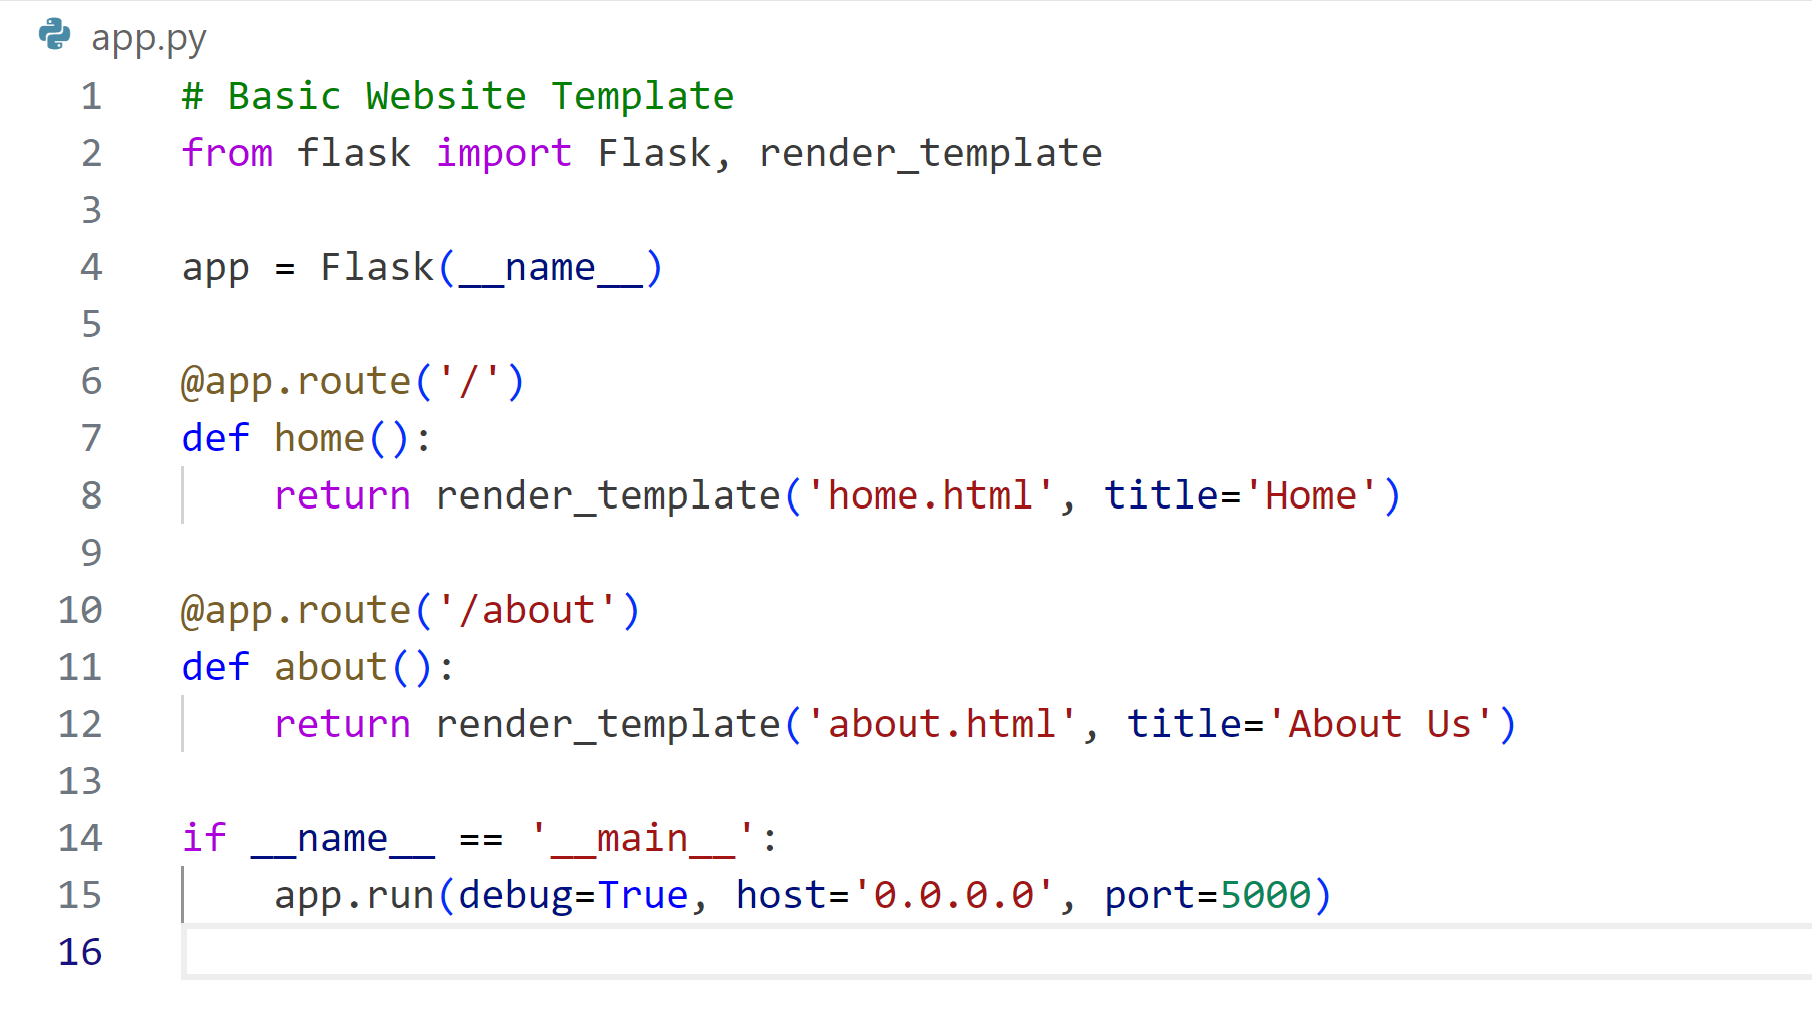 app.py
1 # Basic Website Template
2 from flask import Flask, render_template
3
4 app = Flask(__name__)
5
6 @app.route('/')
7 def home():
8     return render_template('home.html', title='Home')
9
10 @app.route('/about')
11 def about():
12     return render_template('about.html', title='About Us')
13
14 if __name__ == '__main__':
15     app.run(debug=True, host='0.0.0.0', port=5000)
16